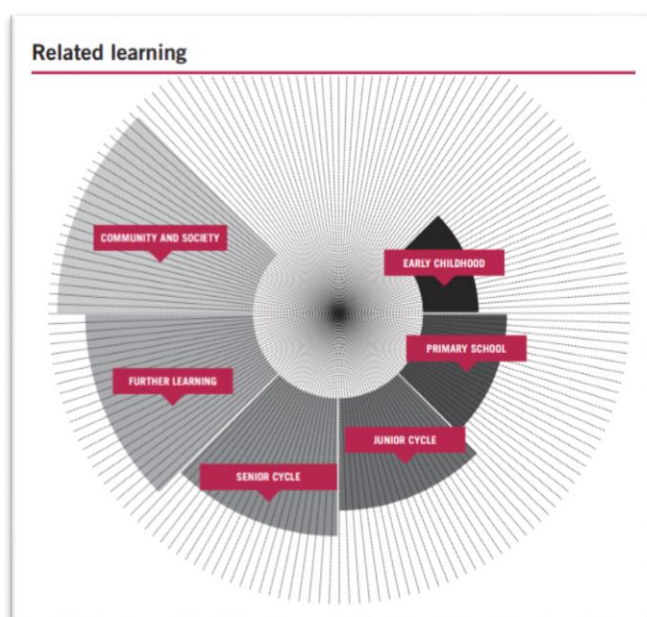 Related learning
COMMUNITY AND SOCIETY
EARLY CHILDHOOD
PRIMARY SCHOOL
FURTHER LEARNING
JUNIOR CYCLE
SENIOR CYCLE